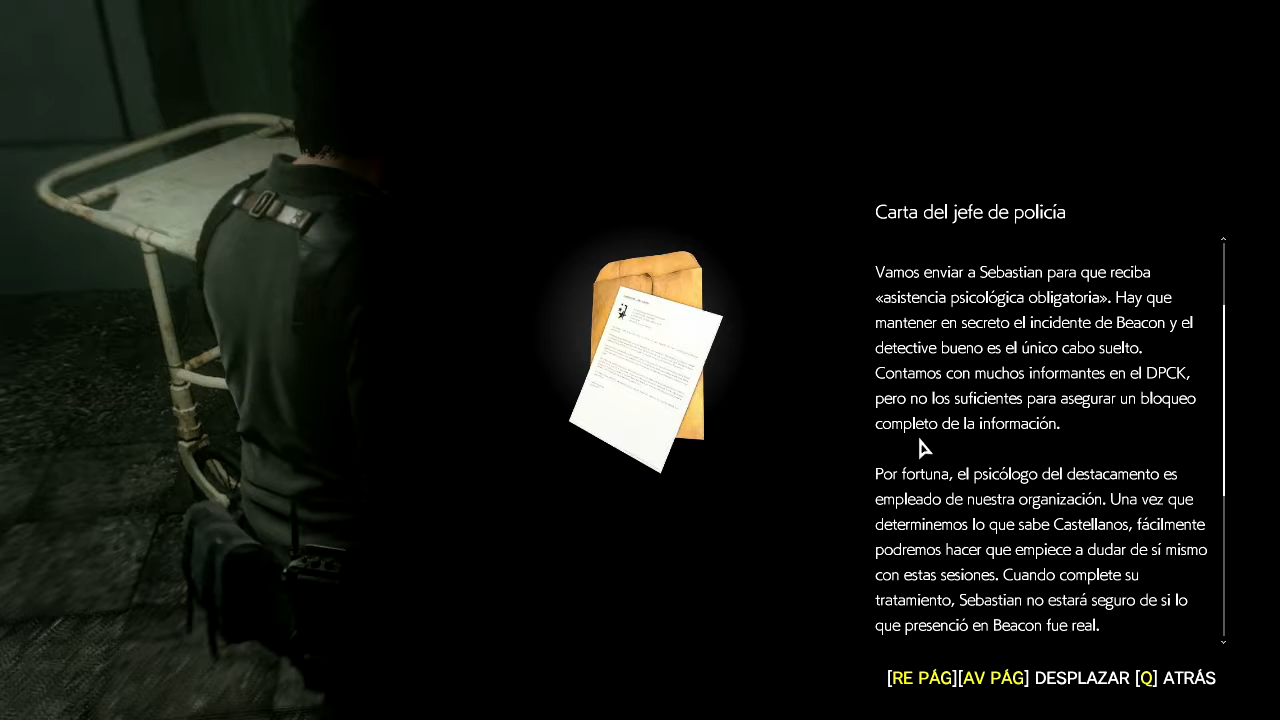 Carta del jefe de policía
Vamos enviar a Sebastian para que reciba
«asistencia psicológica obligatoria». Hay que
mantener en secreto el incidente de Beacon y el
detective bueno es el único cabo suelto.
Contamos con muchos informantes en el DPCK,
pero no los suficientes para asegurar un bloqueo
completo de la información.
Por fortuna, el psicólogo del destacamento es
empleado de nuestra organización. Una vez que
determinemos lo que sabe Castellanos, fácilmente
podremos hacer que empiece a dudar de sí mismo
con estas sesiones. Cuando complete su
tratamiento, Sebastian no estará seguro de si lo
que presenció en Beacon fue real.
[RE PÁG][AV PÁG] DESPLAZAR [Q] ATRÁS